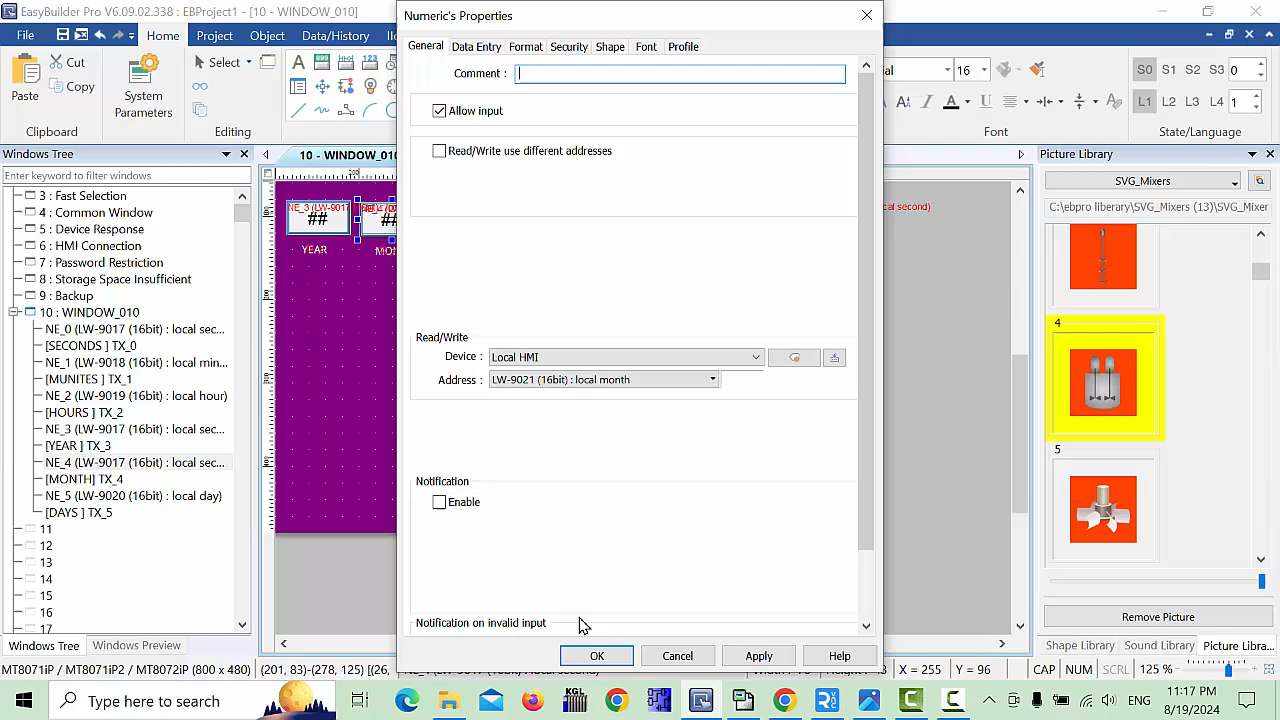 EasyBuilder Pro V6.09.02.338 : EBProject1 - [10 - WINDOW_010]
Numeric's Properties
File Home Project Object Data/History
Cut
Copy
Paste
Clipboard
System
Parameters
Select
Editing
General Data Entry Format Security Shape Font Profile
Comment :
Allow input
Read/Write use different addresses
Read/Write
Device : Local HMI
Address : LW-9021 (16bit) : local month
Notification
Enable
Notification on invalid input
OK Cancel Apply Help
16
Font
S0 S1 S2 S3 0
L1 L2 L3 L4 1
State/Language
Windows Tree
Enter keyword for filter windows
3 : Fast Selection
4 : Common Window
5 : Device Response
6 : HMI Connection
7 : Password Restriction
8 : Storage Space Insufficient
9 : Backup
10 : WINDOW_010
NE_0 (LW-9017 (16bit) : local sec...
[SECONDS ] TX_0
NE_1 (LW-9018 (16bit) : local min...
[MUNITES ] TX_1
NE_2 (LW-9019 (16bit) : local hour)
[HOURS ] TX_2
NE_3 (LW-9017 (16bit) : local sec...
[YEAR ] TX_3
NE_4 (LW-9017 (16bit) : local sec...
[MONTH] TX_4
NE_5 (LW-9020 (16bit) : local day)
[DAYS ] TX_5
11
12
13
14
15
16
17
Windows Tree Windows Preview
10 - WINDOW_010
NE_3 (LW-9017
##
YEAR
MON
cal second)
Picture Library
SVG_Mixers
C:\ebpro liberary\SVG_Mixers (13)\SVG_Mixer
4
5
Remove Picture
Shape Library Sound Library Picture Libra...
MT8071iP/MT8071iP2/MT8072iP (800 x 480) (201, 83)-(278, 125) [(26, X = 255 Y = 96 CAP NUM SCRL 125 %
Type here to search
ENG
11:17 PM
8/19/2024